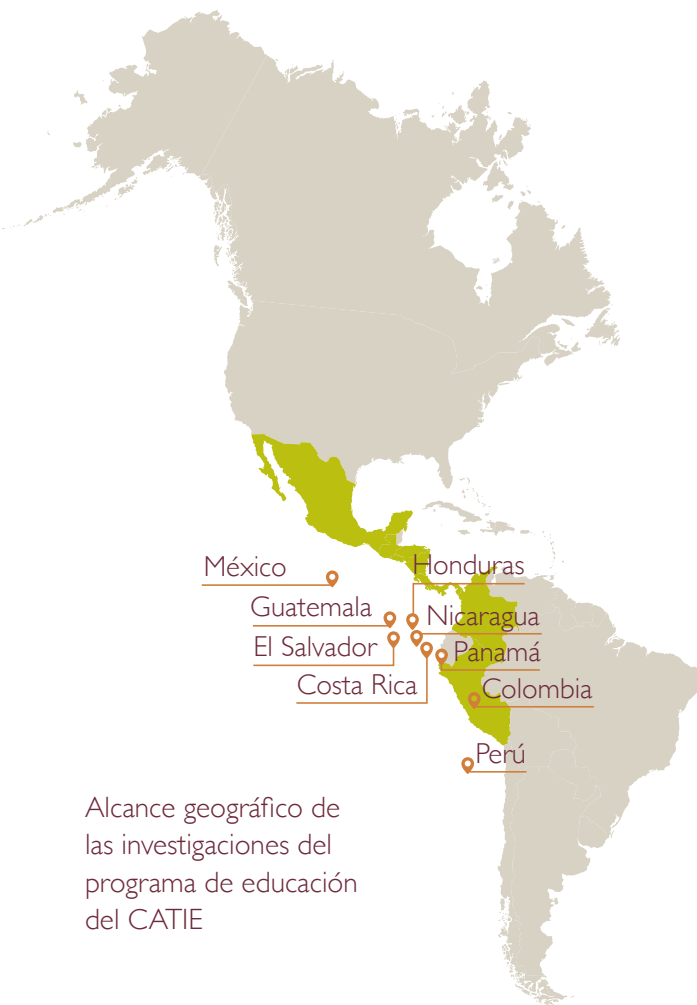 México
Honduras
Guatemala
Nicaragua
El Salvador
Panamá
Costa Rica
Colombia
Perú
Alcance geográfico de
las investigaciones del
programa de educación
del CATIE